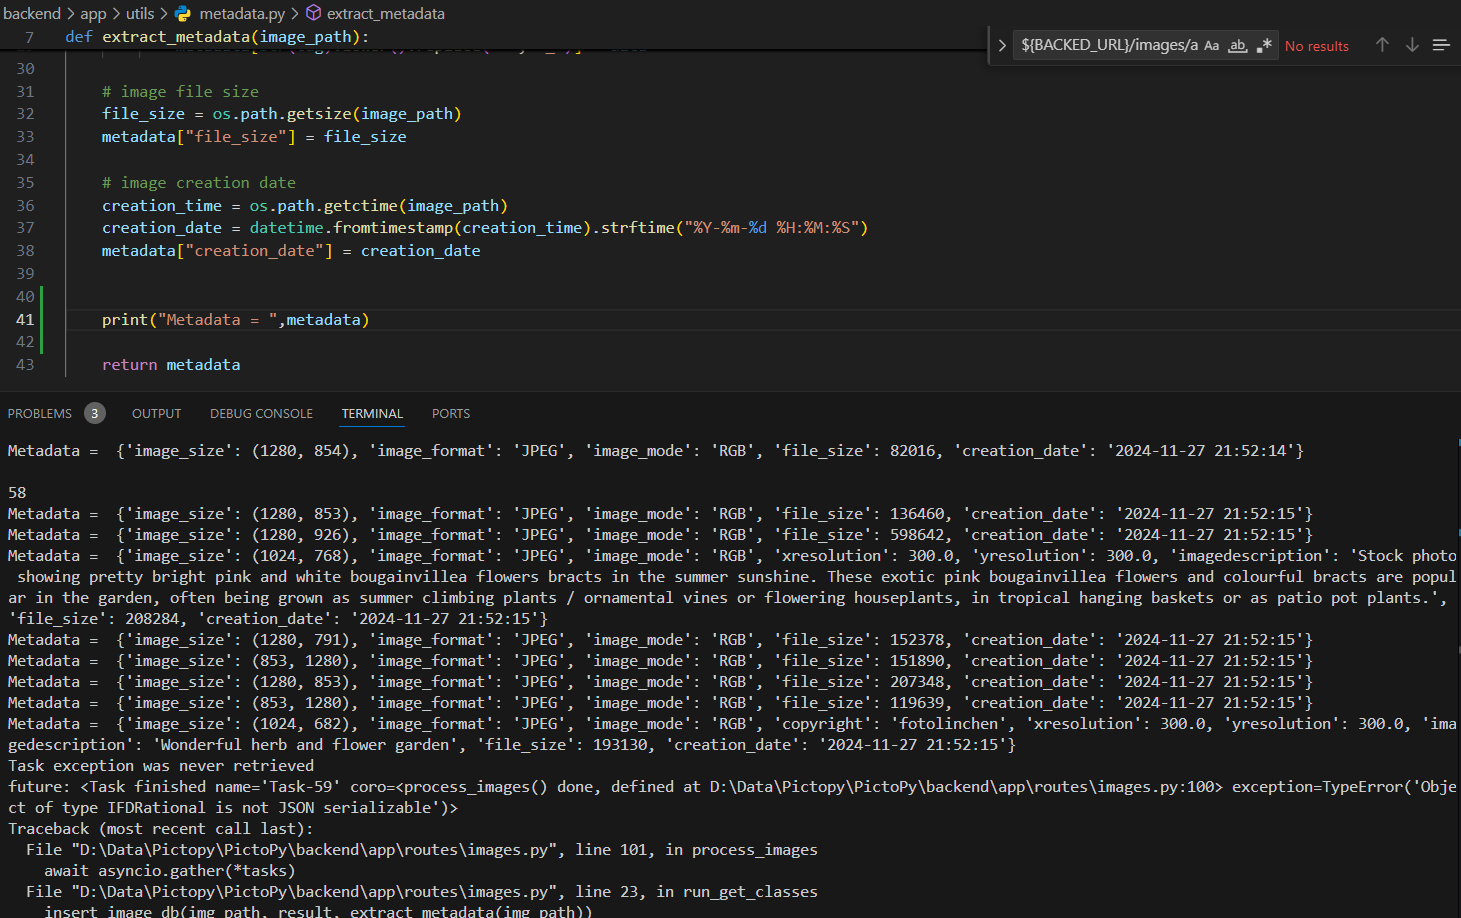 backend > app > utils > metadata.py > extract_metadata
7 def extract_metadata(image_path):
${BACKED_URL}/images/a Aa ab .* No results
30
31 # image file size
32 file_size = os.path.getsize(image_path)
33 metadata["file_size"] = file_size
34
35 # image creation date
36 creation_time = os.path.getctime(image_path)
37 creation_date = datetime.fromtimestamp(creation_time).strftime("%Y-%m-%d %H:%M:%S")
38 metadata["creation_date"] = creation_date
39
40
41 print("Metadata = ",metadata)
42
43 return metadata
PROBLEMS 3 OUTPUT DEBUG CONSOLE TERMINAL PORTS
Metadata =  {'image_size': (1280, 854), 'image_format': 'JPEG', 'image_mode': 'RGB', 'file_size': 82016, 'creation_date': '2024-11-27 21:52:14'}
58
Metadata =  {'image_size': (1280, 853), 'image_format': 'JPEG', 'image_mode': 'RGB', 'file_size': 136460, 'creation_date': '2024-11-27 21:52:15'}
Metadata =  {'image_size': (1280, 926), 'image_format': 'JPEG', 'image_mode': 'RGB', 'file_size': 598642, 'creation_date': '2024-11-27 21:52:15'}
Metadata =  {'image_size': (1024, 768), 'image_format': 'JPEG', 'image_mode': 'RGB', 'xresolution': 300.0, 'yresolution': 300.0, 'imagedescription': 'Stock photo
showing pretty bright pink and white bougainvillea flowers bracts in the summer sunshine. These exotic pink bougainvillea flowers and colourful bracts are popul
ar in the garden, often being grown as summer climbing plants / ornamental vines or flowering houseplants, in tropical hanging baskets or as patio pot plants.',
'file_size': 208284, 'creation_date': '2024-11-27 21:52:15'}
Metadata =  {'image_size': (1280, 791), 'image_format': 'JPEG', 'image_mode': 'RGB', 'file_size': 152378, 'creation_date': '2024-11-27 21:52:15'}
Metadata =  {'image_size': (853, 1280), 'image_format': 'JPEG', 'image_mode': 'RGB', 'file_size': 151890, 'creation_date': '2024-11-27 21:52:15'}
Metadata =  {'image_size': (1280, 853), 'image_format': 'JPEG', 'image_mode': 'RGB', 'file_size': 207348, 'creation_date': '2024-11-27 21:52:15'}
Metadata =  {'image_size': (853, 1280), 'image_format': 'JPEG', 'image_mode': 'RGB', 'file_size': 119639, 'creation_date': '2024-11-27 21:52:15'}
Metadata =  {'image_size': (1024, 682), 'image_format': 'JPEG', 'image_mode': 'RGB', 'copyright': 'fotolinchen', 'xresolution': 300.0, 'yresolution': 300.0, 'ima
gedescription': 'Wonderful herb and flower garden', 'file_size': 193130, 'creation_date': '2024-11-27 21:52:15'}
Task exception was never retrieved
future: <Task finished name='Task-59' coro=<process_images() done, defined at D:\Data\Pictopy\PictoPy\backend\app\routes\images.py:100> exception=TypeError('Obje
ct of type IFDRational is not JSON serializable')>
Traceback (most recent call last):
File "D:\Data\Pictopy\PictoPy\backend\app\routes\images.py", line 101, in process_images
await asyncio.gather(*tasks)
File "D:\Data\Pictopy\PictoPy\backend\app\routes\images.py", line 23, in run_get_classes
insert_image_db(img_path, result, extract_metadata(img_path))